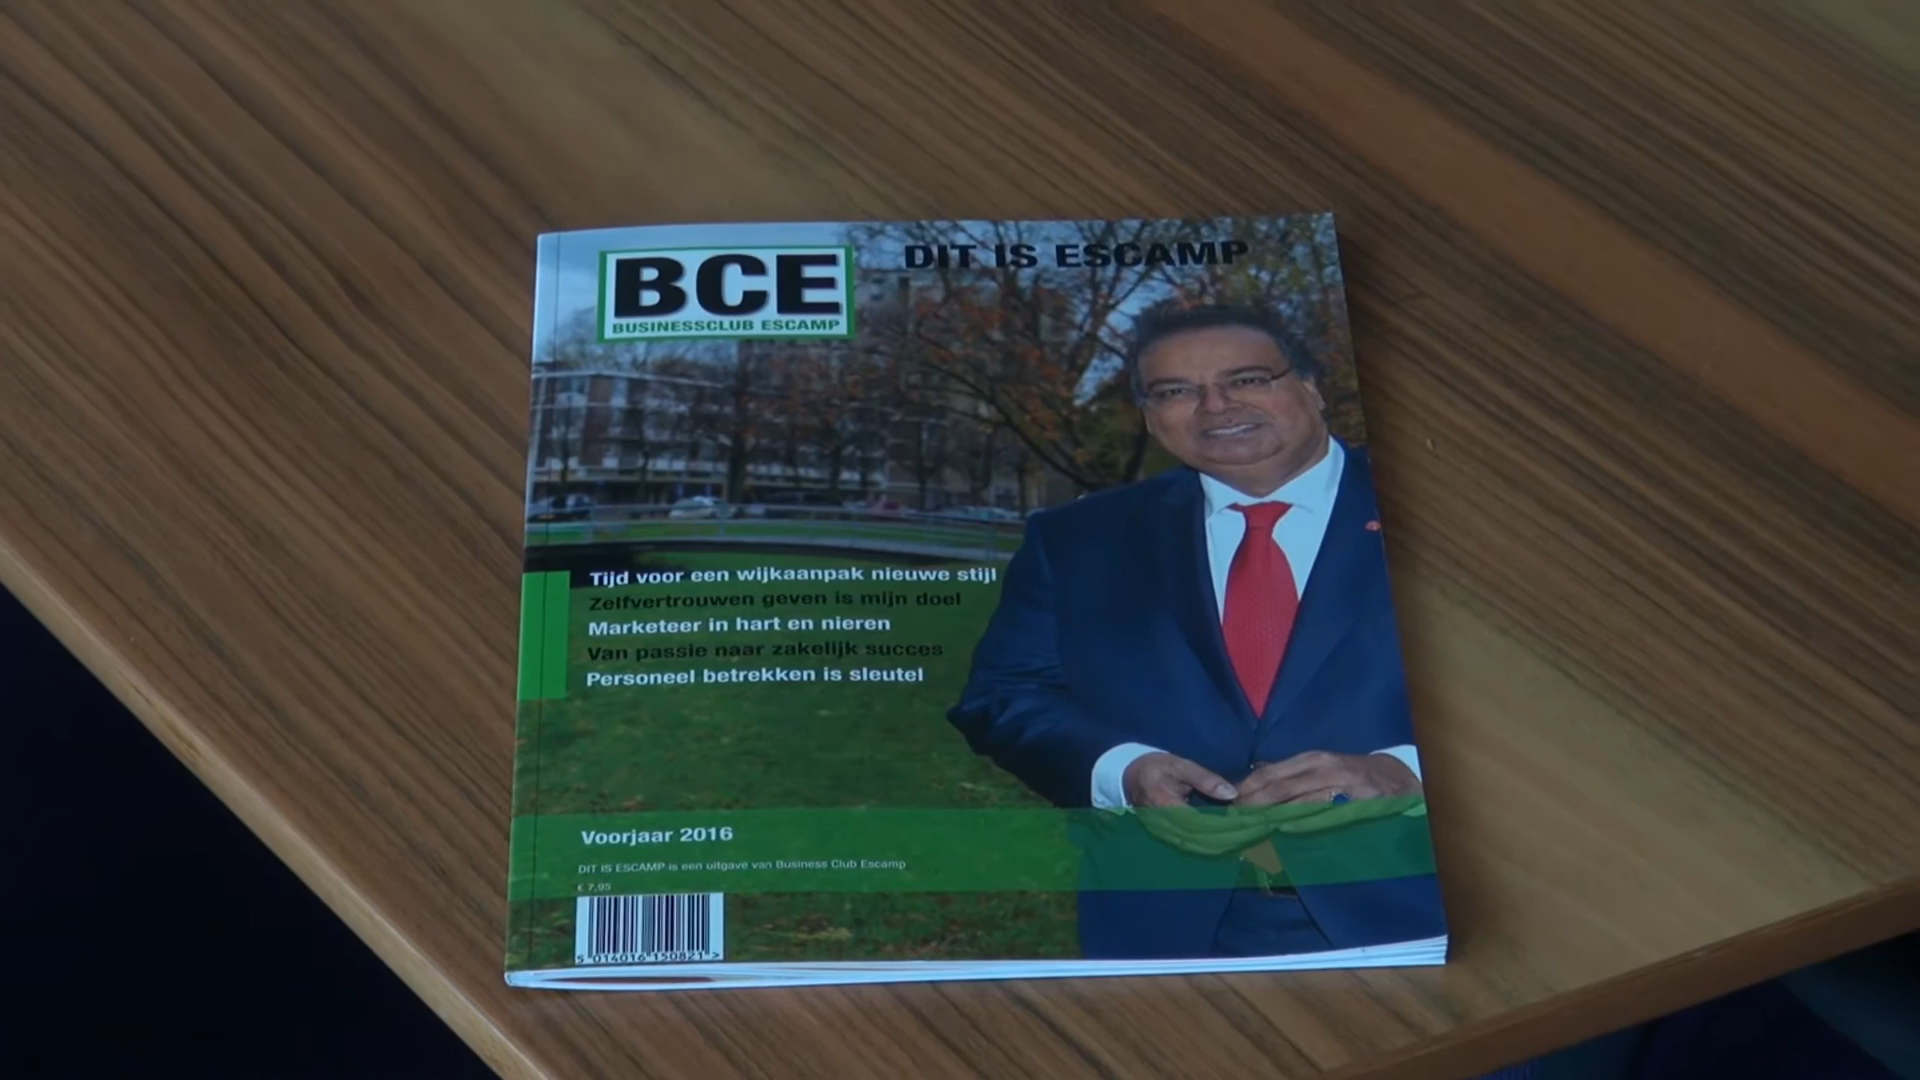 BCE
BUSINESSCLUB ESCAMP
DIT IS ESCAMP
Tijd voor een wijkaanpak nieuwe stijl
Zelfvertrouwen geven is mijn doel
Marketeer in hart en nieren
Van passie naar zakelijk succes
Personeel betrekken is sleutel
Voorjaar 2016
DIT IS ESCAMP is een uitgave van Business Club Escamp
€ 7,95
5 014016 150821 >